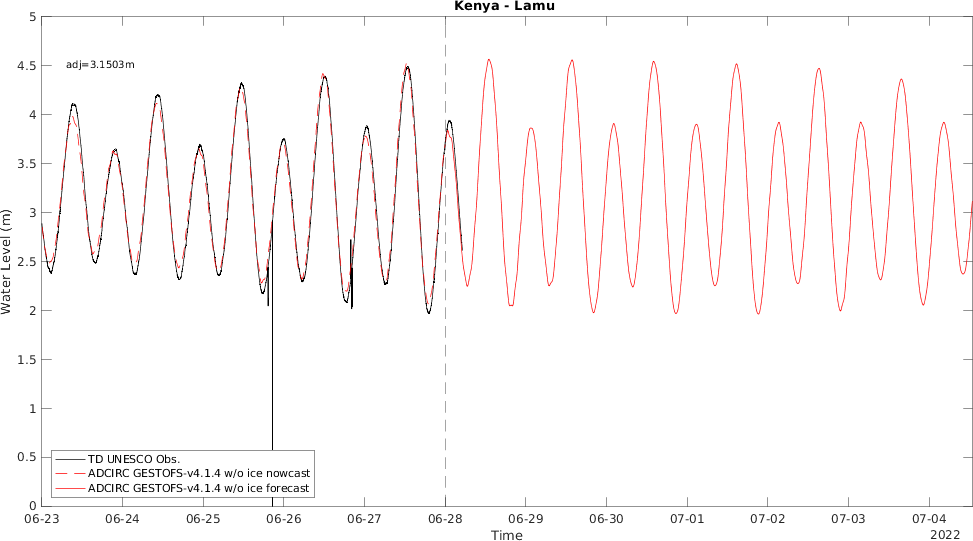 Kenya - Lamu
adj=3.1503m
Water Level (m)
5
4.5
4
3.5
3
2.5
2
1.5
1
0.5
0
TD UNESCO Obs.
ADCIRC GESTOFS-v4.1.4 w/o ice nowcast
ADCIRC GESTOFS-v4.1.4 w/o ice forecast
06-23 06-24 06-25 06-26 06-27 06-28 06-29 06-30 07-01 07-02 07-03 07-04
Time
2022